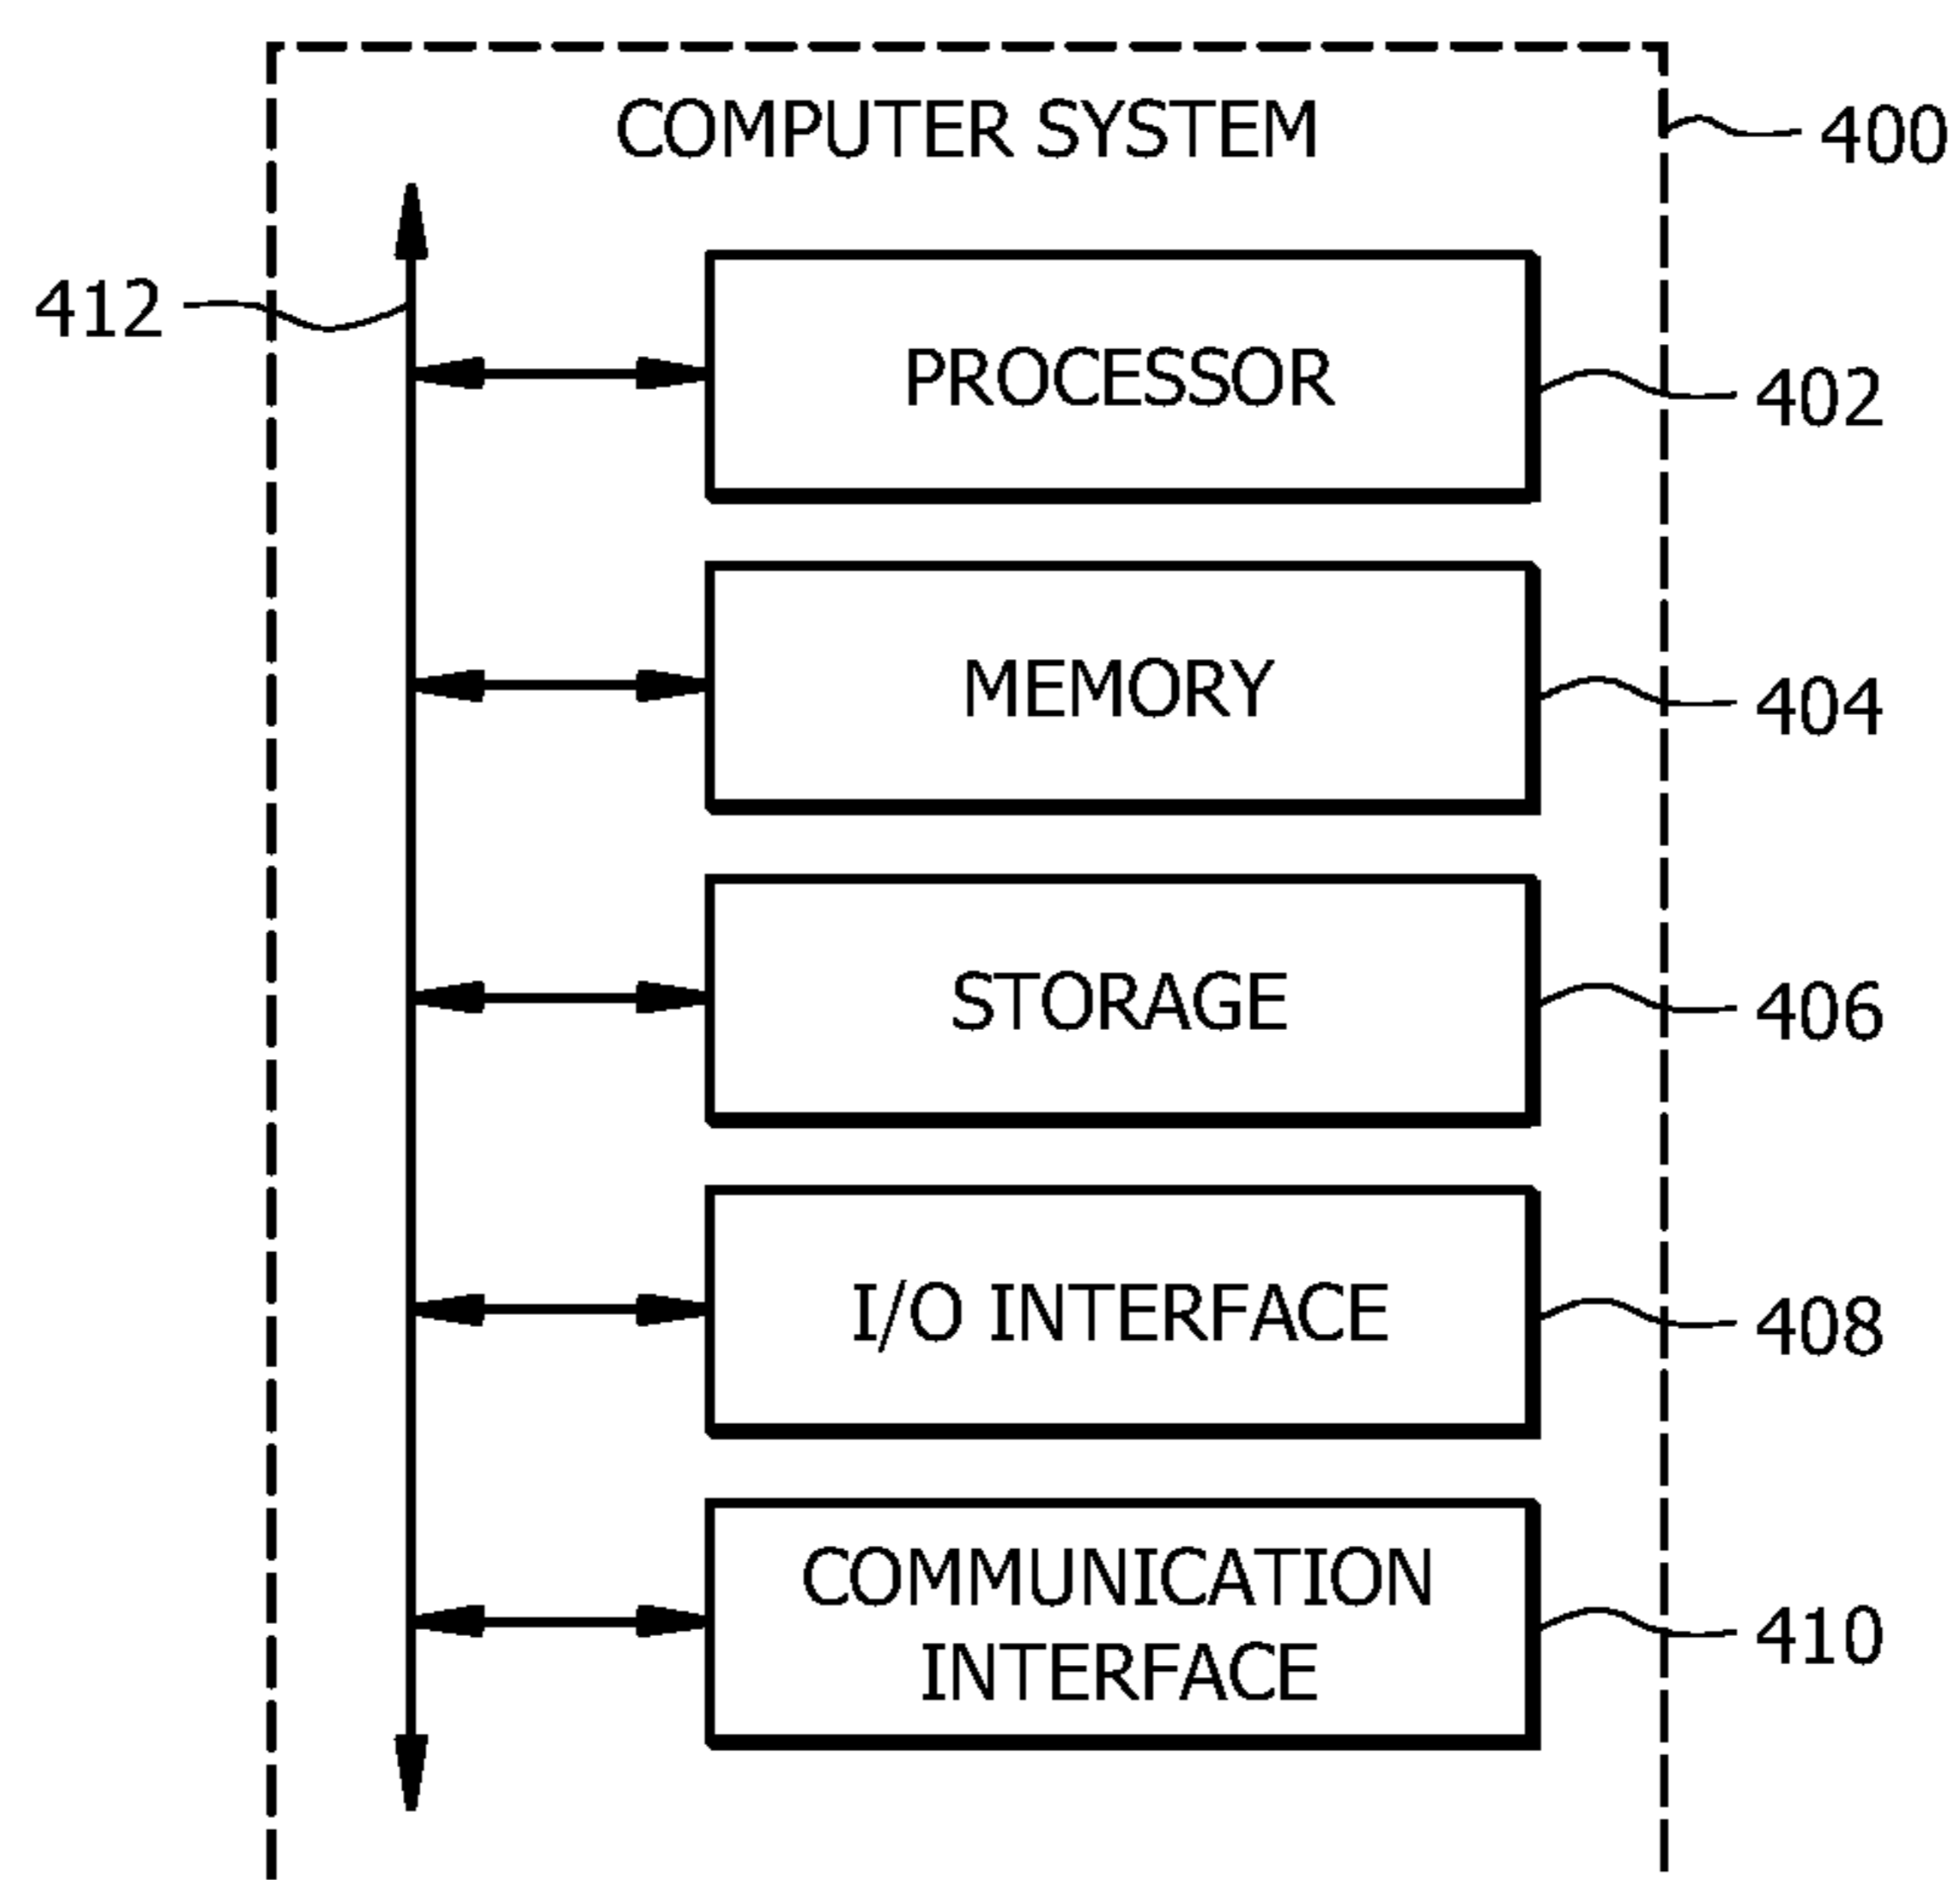 COMPUTER SYSTEM
400
412
PROCESSOR
402
MEMORY
404
STORAGE
406
I/O INTERFACE
408
COMMUNICATION
INTERFACE
410